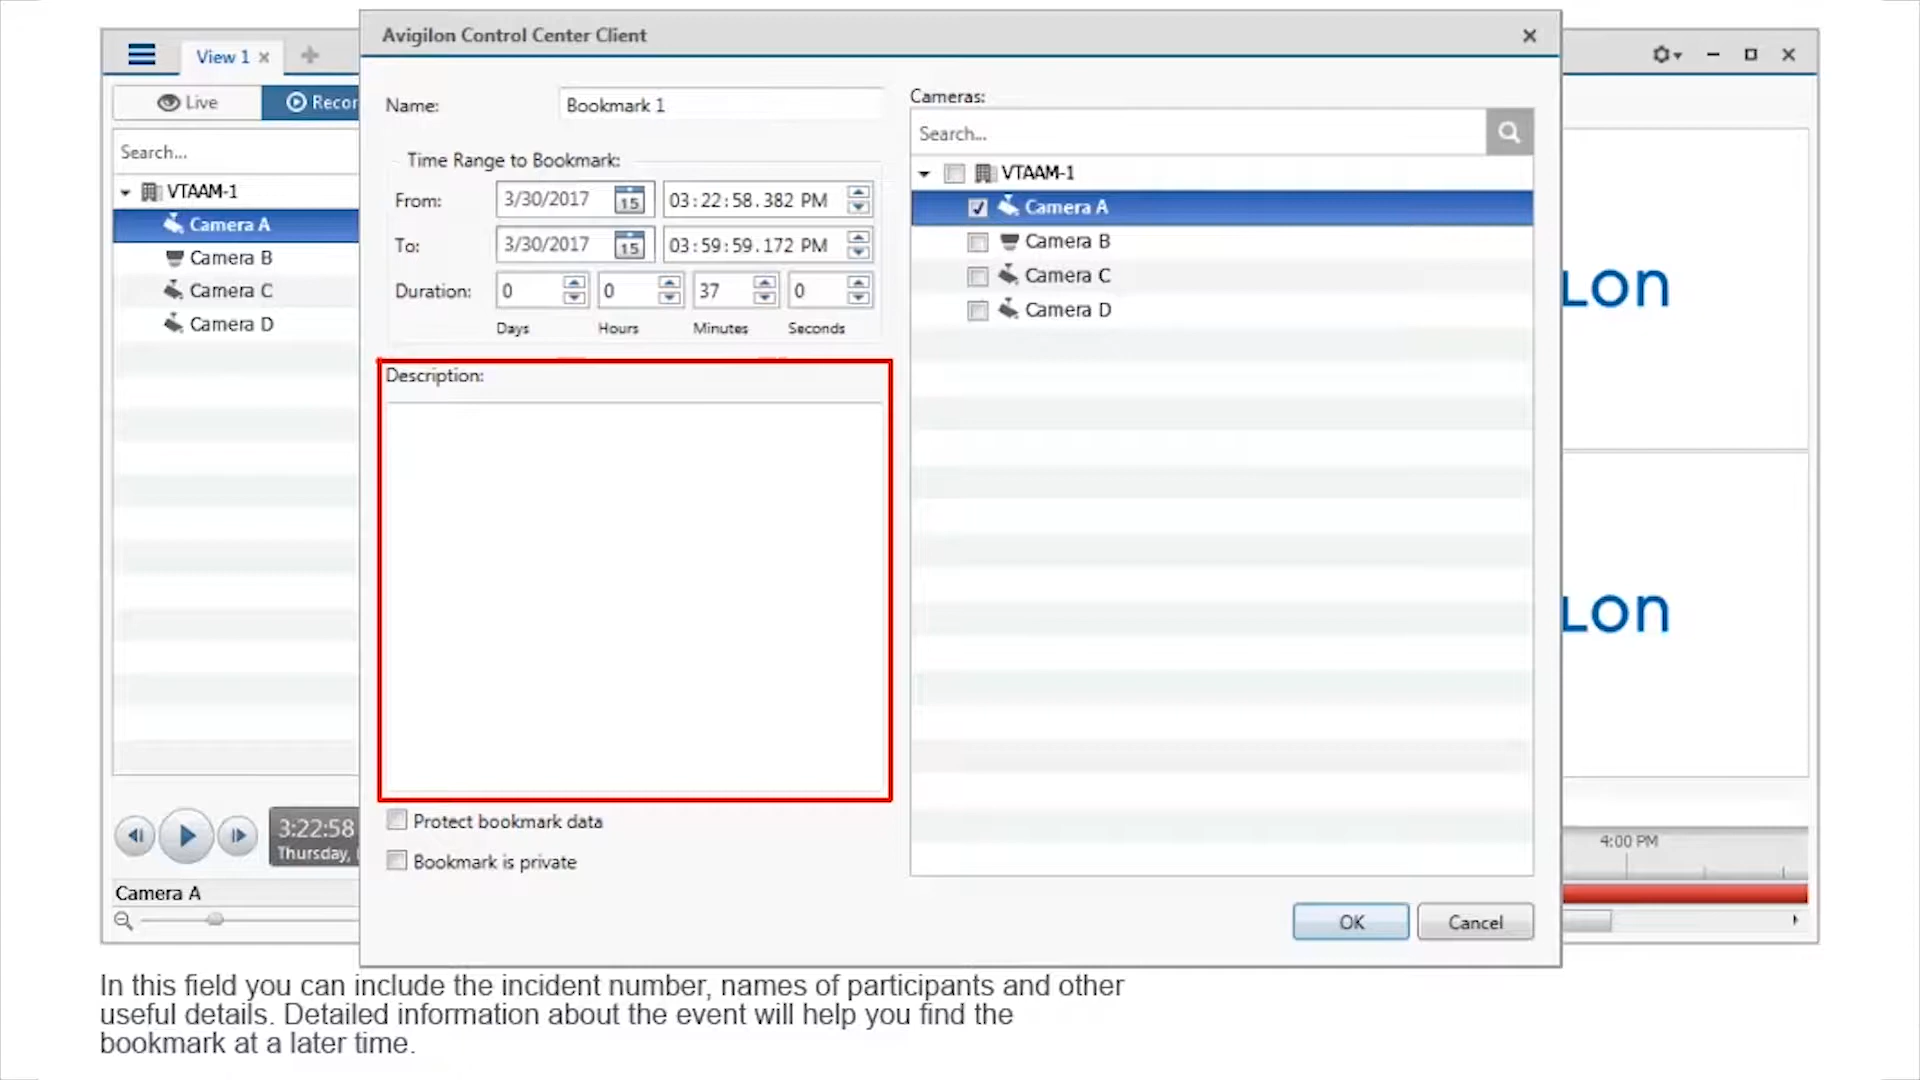 Avigilon Control Center Client
View 1
Live
Recor
Search...
VTAAM-1
Camera A
Camera B
Camera C
Camera D
Name:
Bookmark 1
Time Range to Bookmark:
From:
3/30/2017
15
03:22:58.382 PM
To:
3/30/2017
15
03:59:59.172 PM
Duration:
0
0
37
0
Days
Hours
Minutes
Seconds
Description:
Protect bookmark data
Bookmark is private
Cameras:
Search...
VTAAM-1
Camera A
Camera B
Camera C
Camera D
OK
Cancel
LON
LON
3:22:58
Thursday,
4:00 PM
Camera A
In this field you can include the incident number, names of participants and other
useful details. Detailed information about the event will help you find the
bookmark at a later time.